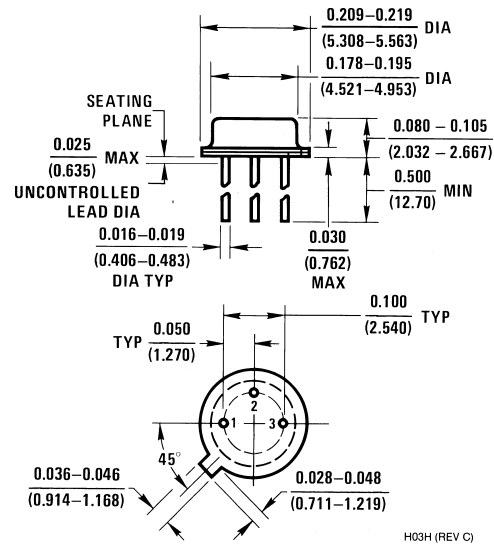 0.209–0.219
(5.308–5.563)
DIA
0.178–0.195
(4.521–4.953)
DIA
SEATING
PLANE
0.025
(0.635)
MAX
UNCONTROLLED
LEAD DIA
0.080 – 0.105
(2.032 – 2.667)
0.500
(12.70)
MIN
0.016–0.019
(0.406–0.483)
DIA TYP
0.030
(0.762)
MAX
0.100
(2.540)
TYP
TYP
0.050
(1.270)
2
1
3
45°
0.036–0.046
(0.914–1.168)
0.028–0.048
(0.711–1.219)
H03H (REV C)